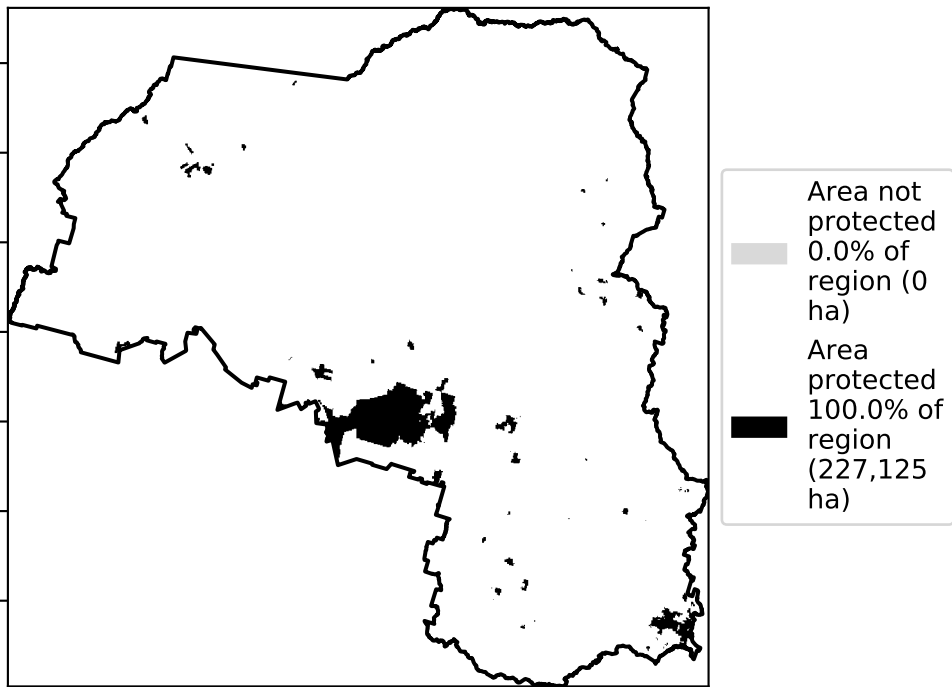 Area not
protected
0.0% of
region (0
ha)
Area
protected
100.0% of
region
(227,125
ha)